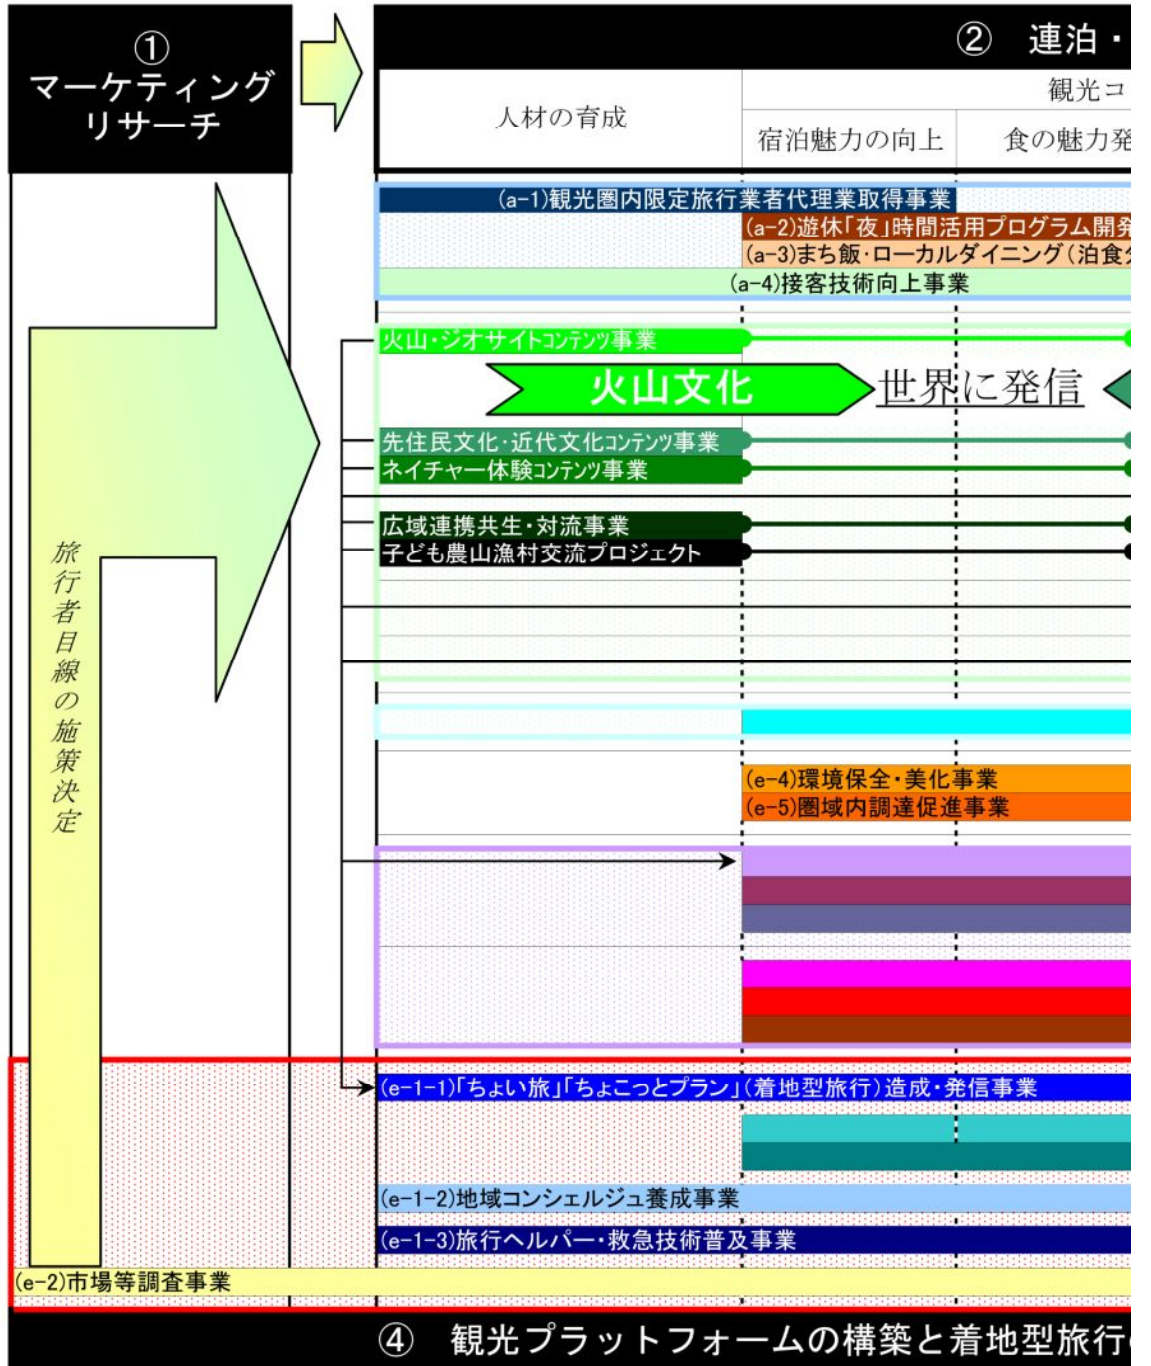 ①
マーケティング
リサーチ
② 連泊・
人材の育成
観光コ
宿泊魅力の向上
食の魅力発
(a-1)観光圏内限定旅行業者代理業取得事業
(a-2)遊休「夜」時間活用プログラム開発
(a-3)まち飯・ローカルダイニング(泊食
(a-4)接客技術向上事業
火山・ジオサイトコンテンツ事業
火山文化
世界に発信
先住民文化・近代文化コンテンツ事業
ネイチャー体験コンテンツ事業
広域連携共生・対流事業
子ども農山漁村交流プロジェクト
旅行者目線の施策決定
(e-4)環境保全・美化事業
(e-5)圏域内調達促進事業
(e-1-1)「ちょい旅」「ちょこっとプラン」(着地型旅行)造成・発信事業
(e-1-2)地域コンシェルジュ養成事業
(e-1-3)旅行ヘルパー・救急技術普及事業
(e-2)市場等調査事業
④ 観光プラットフォームの構築と着地型旅行